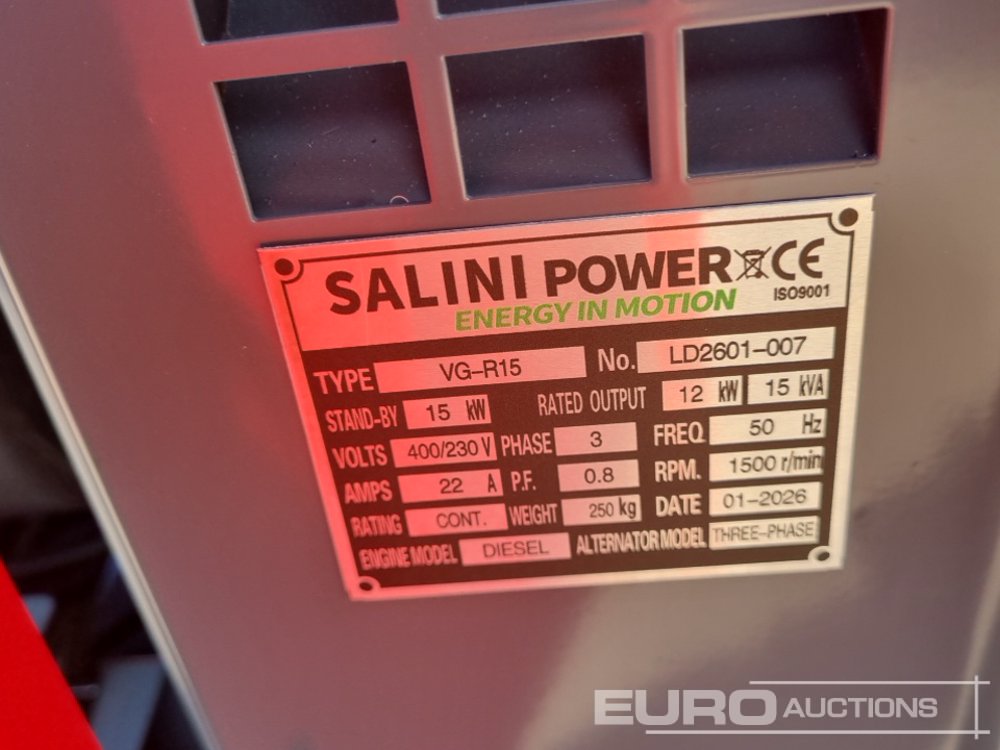 SALINI POWER CE
ENERGY IN MOTION ISO9001
TYPE VG-R15 No. LD2601-007
STAND-BY 15 kW RATED OUTPUT 12 kW 15 kVA
VOLTS 400/230 V PHASE 3 FREQ 50 Hz
AMPS 22 A P.F. 0.8 RPM. 1500 r/min
RATING CONT. WEIGHT 250 kg DATE 01-2026
ENGINE MODEL DIESEL ALTERNATOR MODEL THREE-PHASE
EURO AUCTIONS